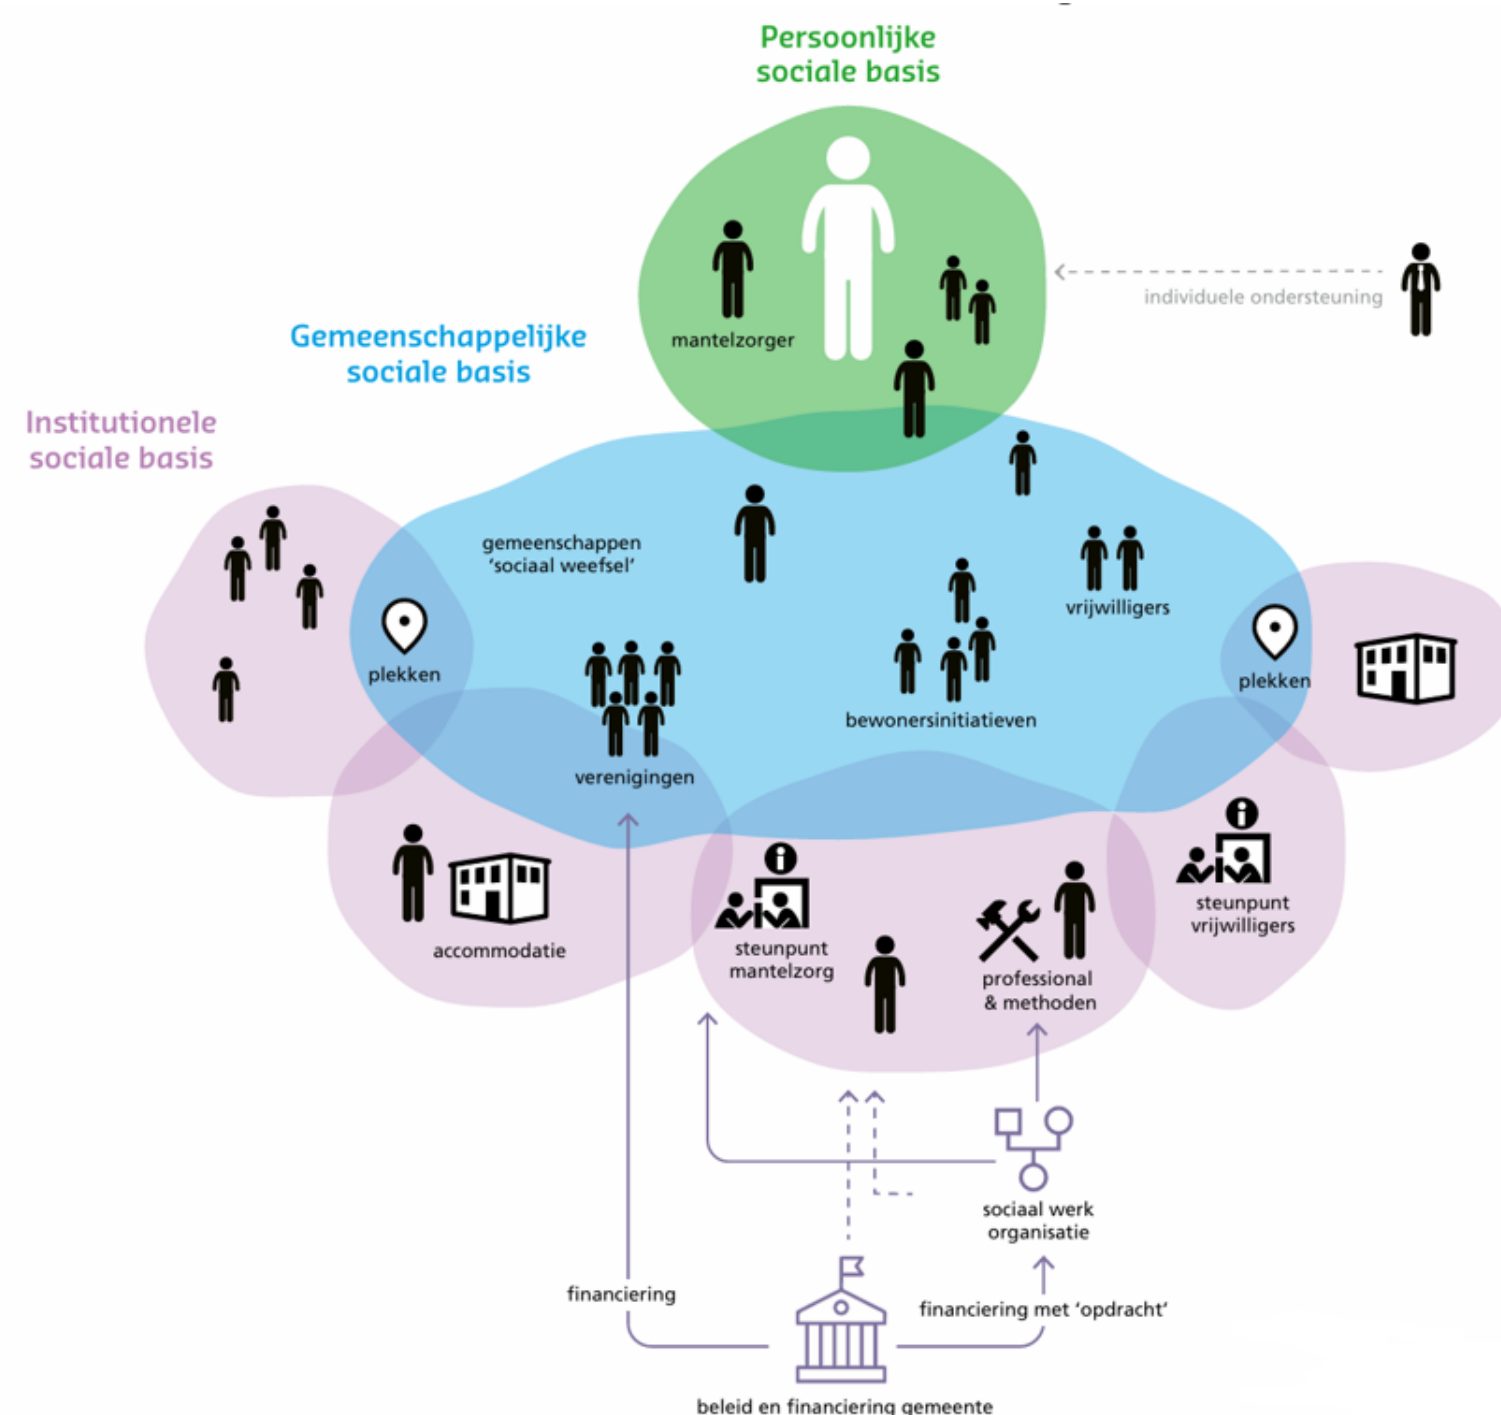 Persoonlijke
sociale basis
individuele ondersteuning
mantelzorger
Gemeenschappelijke
sociale basis
Institutionele
sociale basis
gemeenschappen
‘sociaal weefsel’
vrijwilligers
plekken
plekken
bewonersinitiatieven
verenigingen
steunpunt
vrijwilligers
accommodatie
steunpunt
mantelzorg
professional
& methoden
sociaal werk
organisatie
financiering
financiering met ‘opdracht’
beleid en financiering gemeente